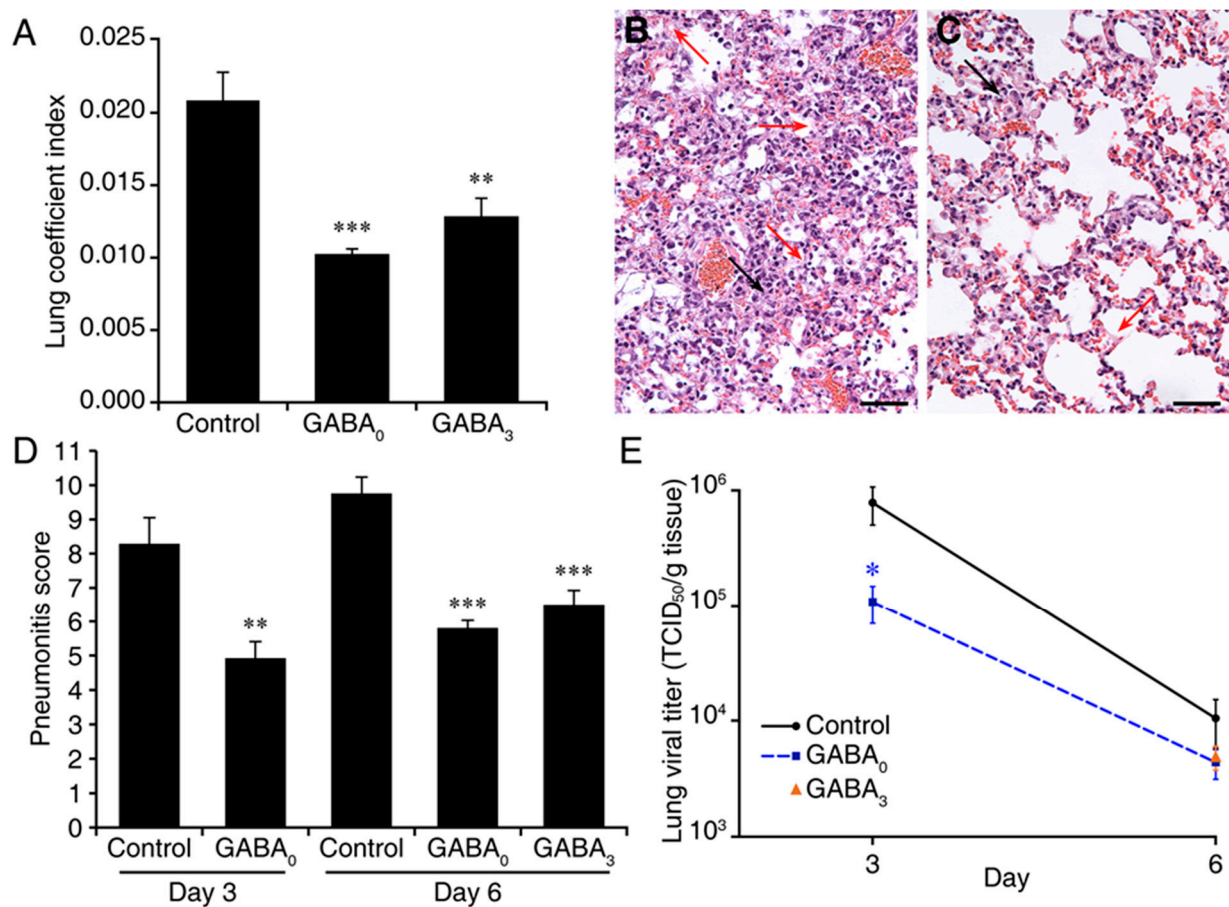 A
Lung coefficient index
0.025
0.020
0.015
0.010
0.005
0.000
***
**
Control
GABA₀
GABA₃
B
C
D
Pneumonitis score
11
10
9
8
7
6
5
4
3
2
1
0
**
***
***
Control
GABA₀
Control
GABA₀
GABA₃
Day 3
Day 6
E
Lung viral titer (TCID₅₀/g tissue)
10⁶
10⁵
10⁴
10³
*
Control
GABA₀
GABA₃
3
6
Day